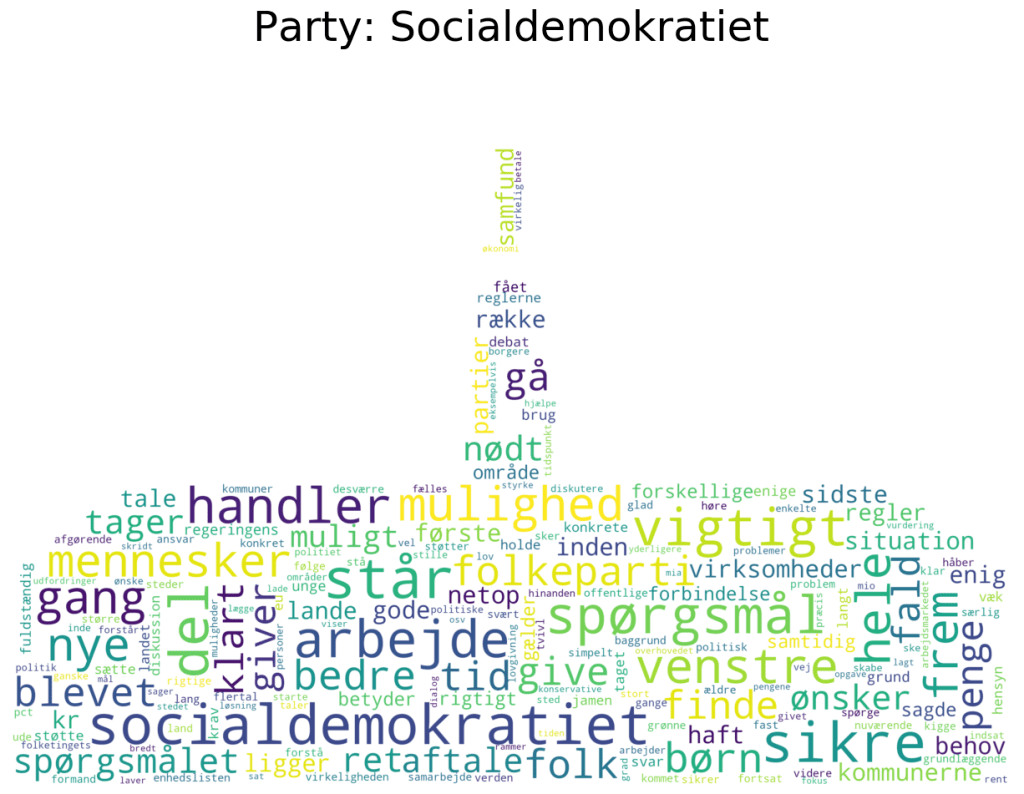 Party: Socialdemokratiet
samfund
virkelig betale
økonomi
fået
reglerne
række
debat
borgere
partier
eksempelvis
gå
hjælpe
brug
nødt
tidspunkt
område
kommuner desværre fælles styrke diskutere forskellige enige sidste
tale handler mulighed glad høre enkelte regler
tager regeringens muligt første konkrete vigtigt vurdering
afgørende skridt ansvar konkret politiet stille støtter vel lov holde sker inden yderligere problemer situation
mennesker følge stå står folkeparti mia virksomheder hele fald klar ske håber enig
fuldstændig udfordringer ønske steder områder lade netop hinanden offentlige forbindelse problem mio væk
gang større del klart giver eu lande gode politiske svært gælder tvivl spørgsmål præcis langt arbejdsmarkedet særlig hensyn
nye inde forstår landet diskussion muligheder lægge personer viser arbejde osv lovgivning simpelt baggrund politisk samtidig frem penge
politik sætte ganske mål rigtige bedre tid give taget overhovedet venstre vej skabe lagt grund
blevet lang sager stedet flertal løsning krav starte taler betyder dialog rigtigt konservative sted jamen stort ældre pengene opgave ønsker sagde
pct kr land socialdemokratiet tiden finde gange givet spørge nuværende kigge indsat
ude støtte folketingets bredt forstå rammer grønne haft fast sikre behov
spørgsmålet ligger retaftale folk grad arbejder svar børn grundlæggende
formand laver enhedslisten sat virkeligheden samarbejde verden kommet sikrer fortsat videre fokus kommunerne rent